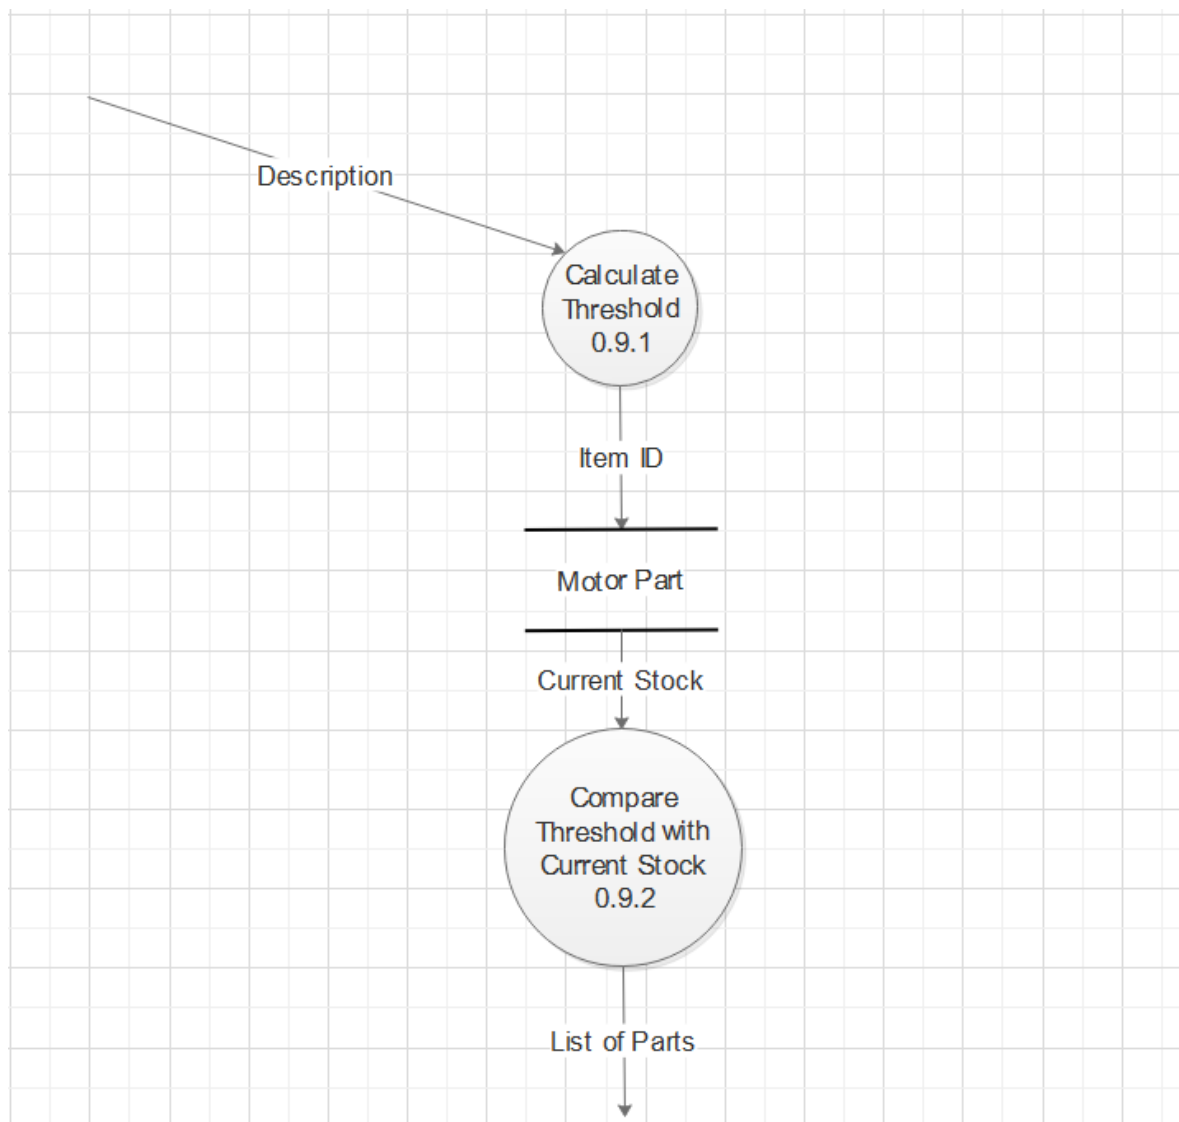 Description
Calculate
Threshold
0.9.1
Item ID
Motor Part
Current Stock
Compare
Threshold with
Current Stock
0.9.2
List of Parts